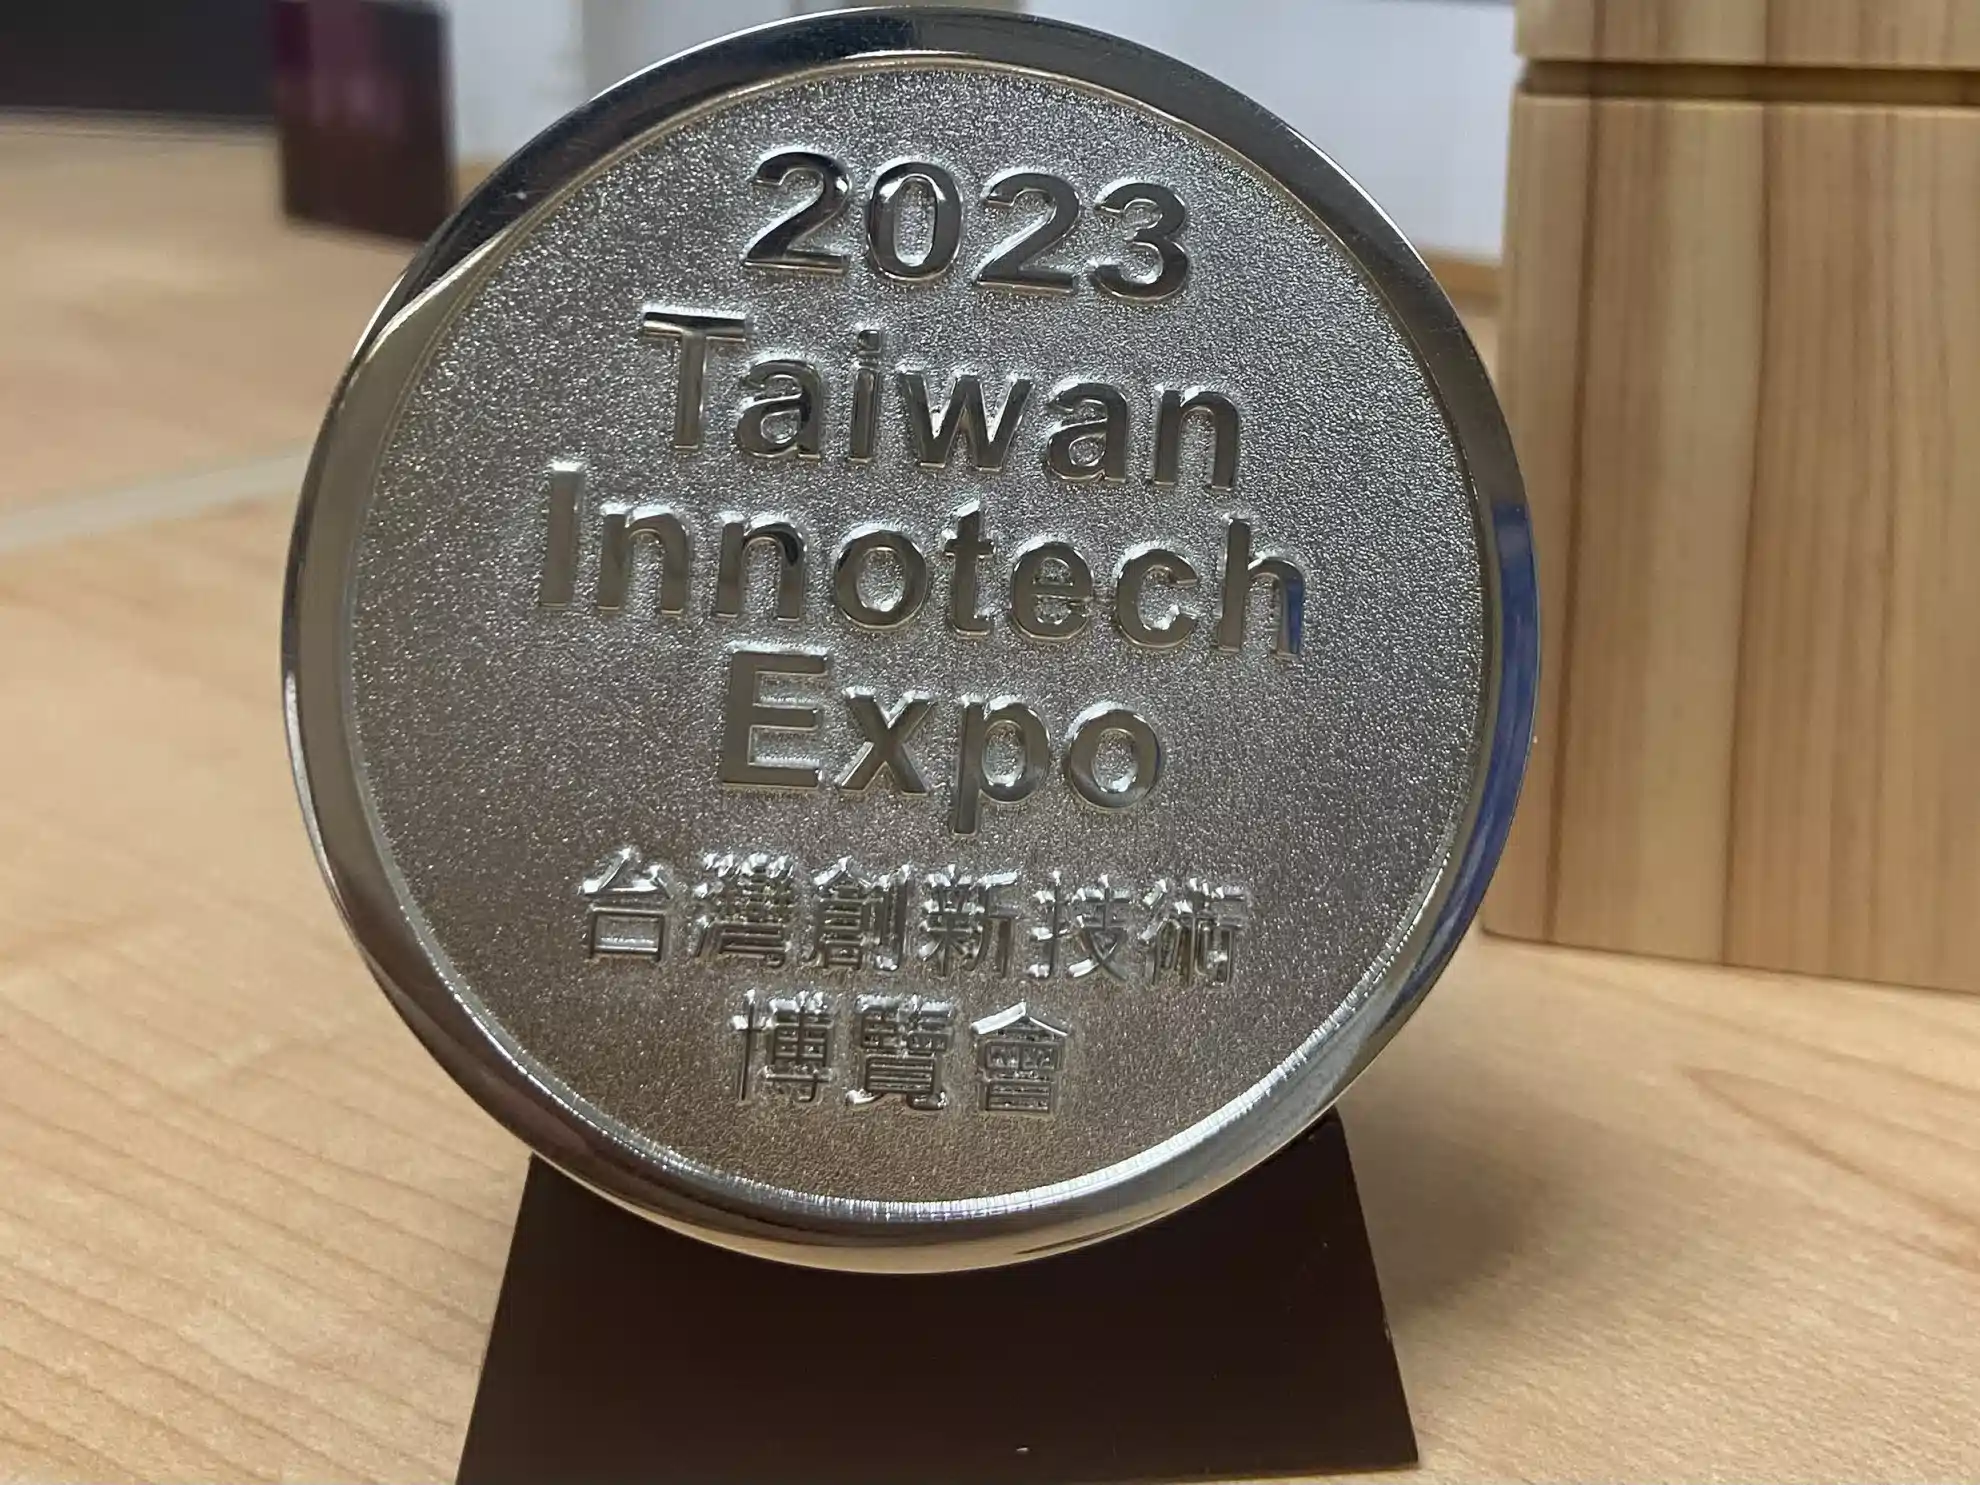 2023
Taiwan
Innotech
Expo
台灣創新技術
博覽會